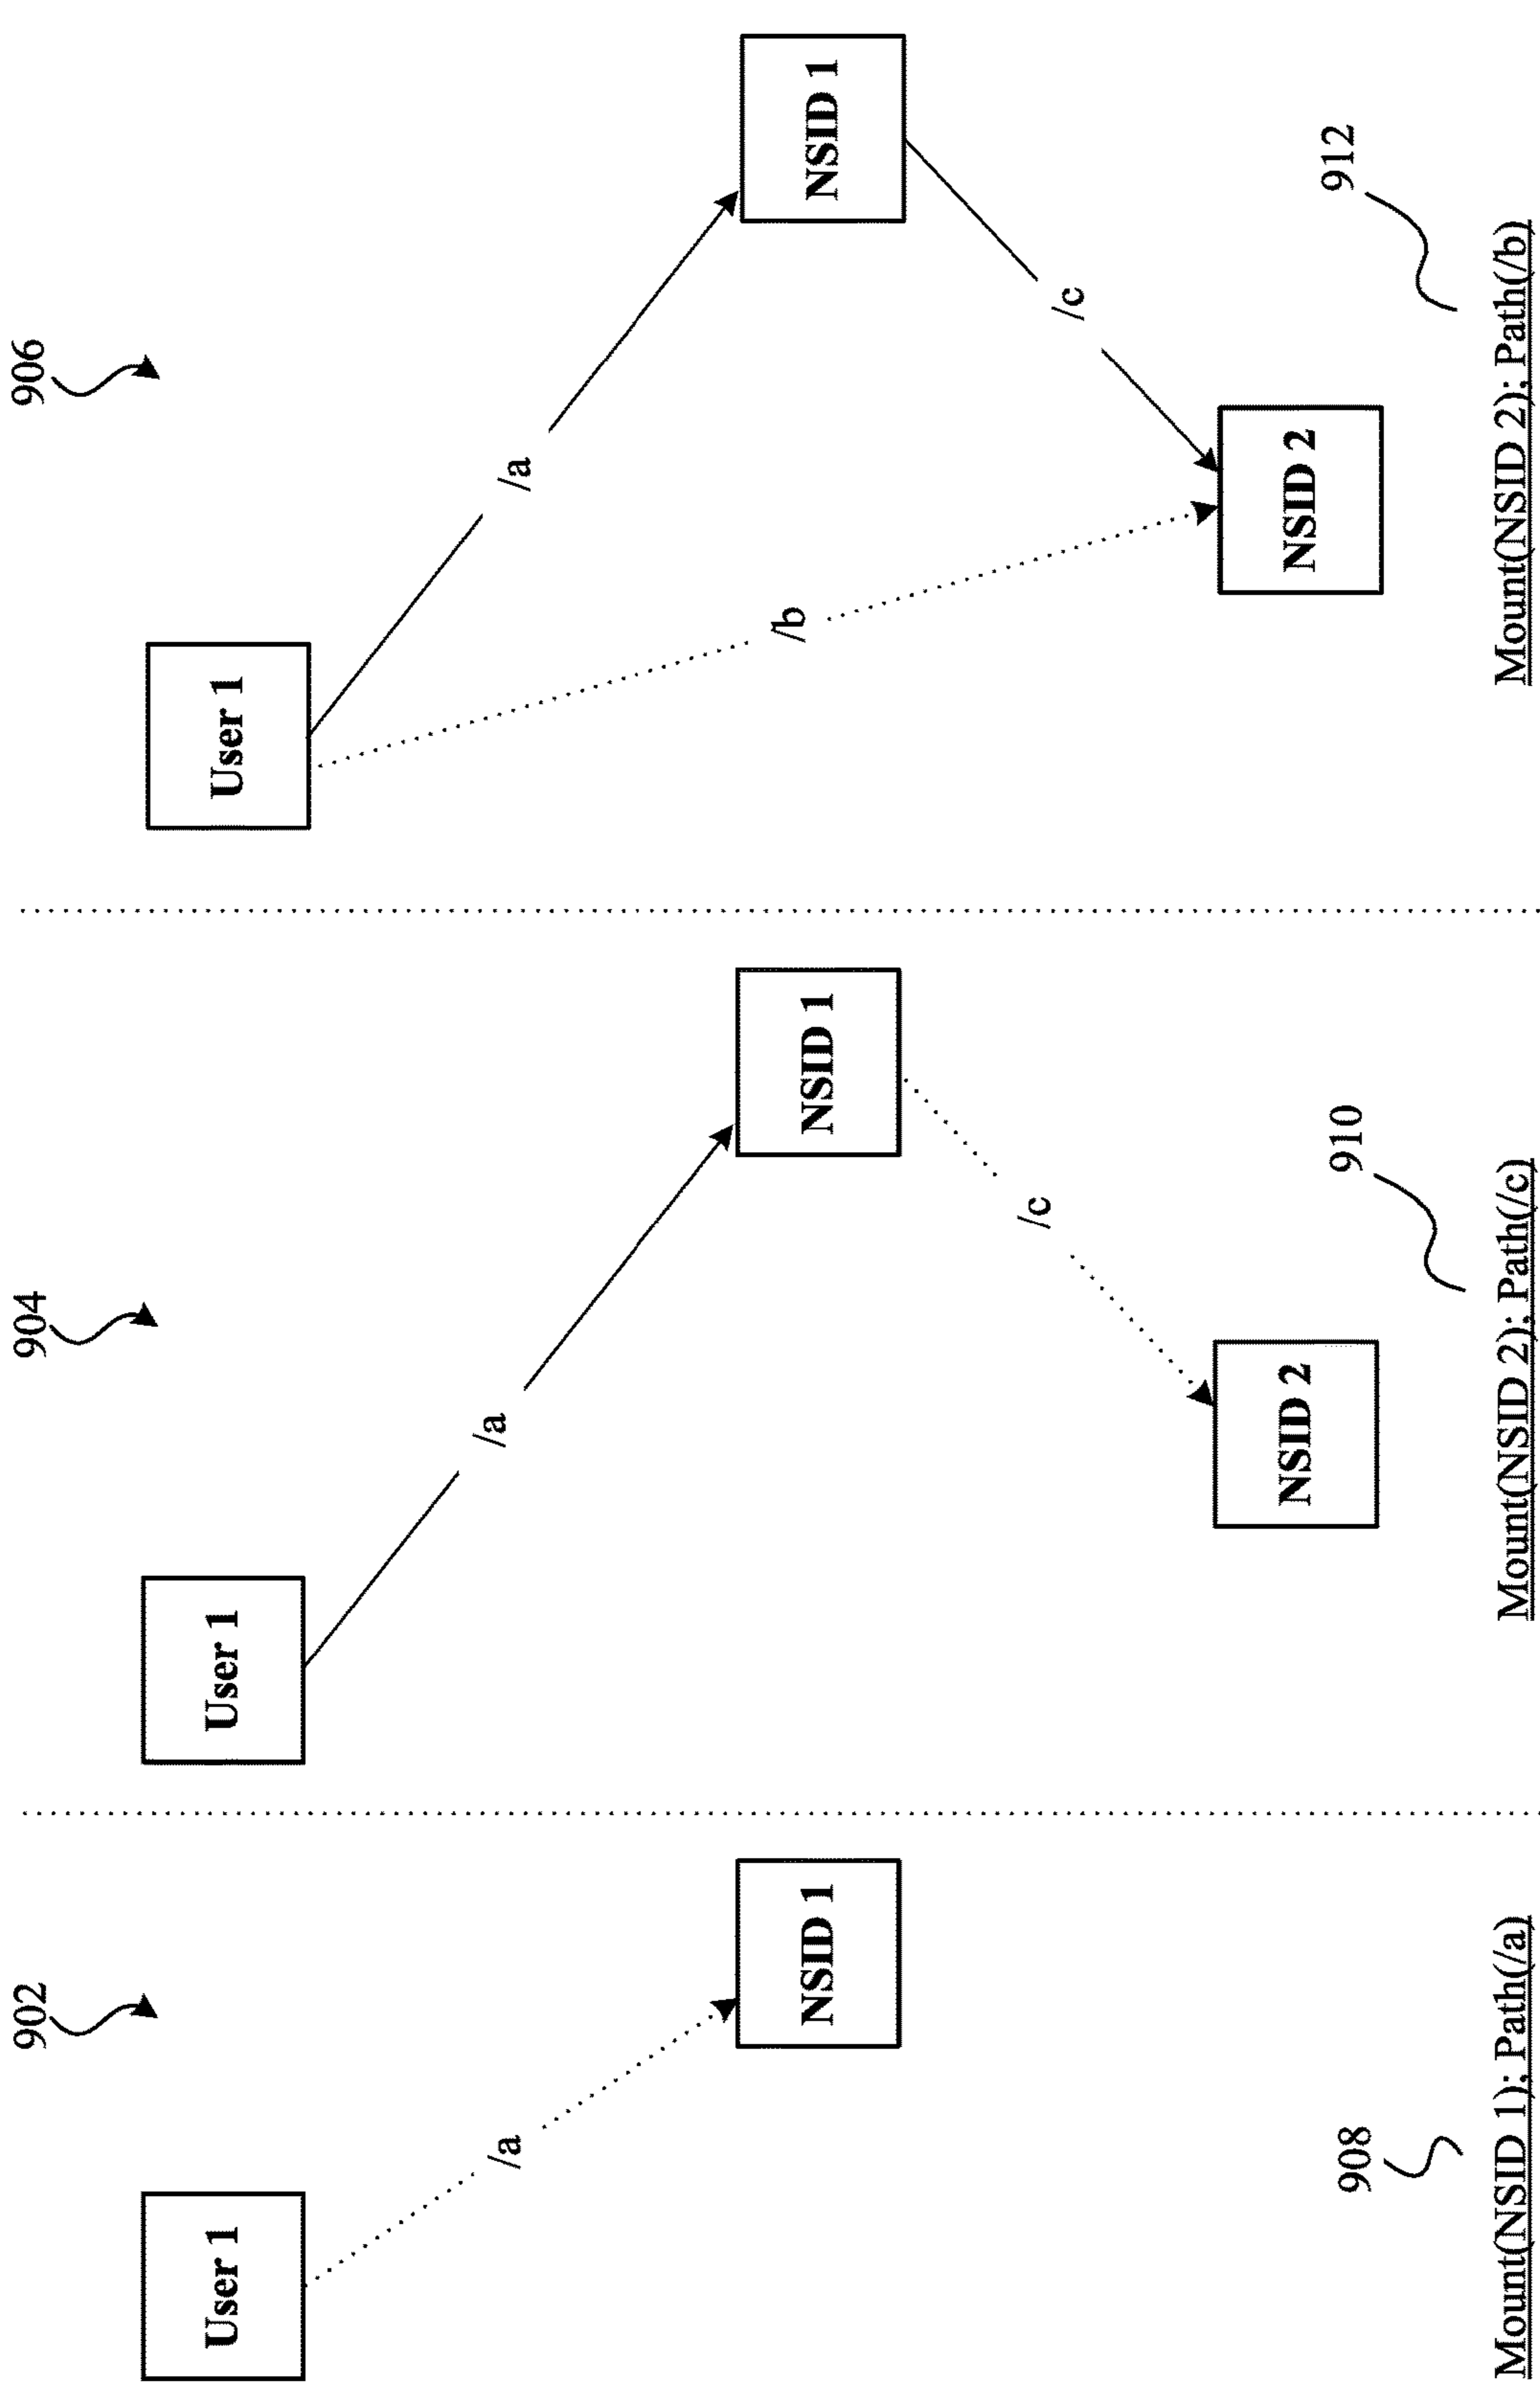 902
User 1
/a
NSID 1
908
Mount(NSID 1); Path(/a)
904
User 1
/a
NSID 1
/c
NSID 2
910
Mount(NSID 2); Path(/c)
906
User 1
/a
NSID 1
/b
/c
NSID 2
912
Mount(NSID 2); Path(/b)